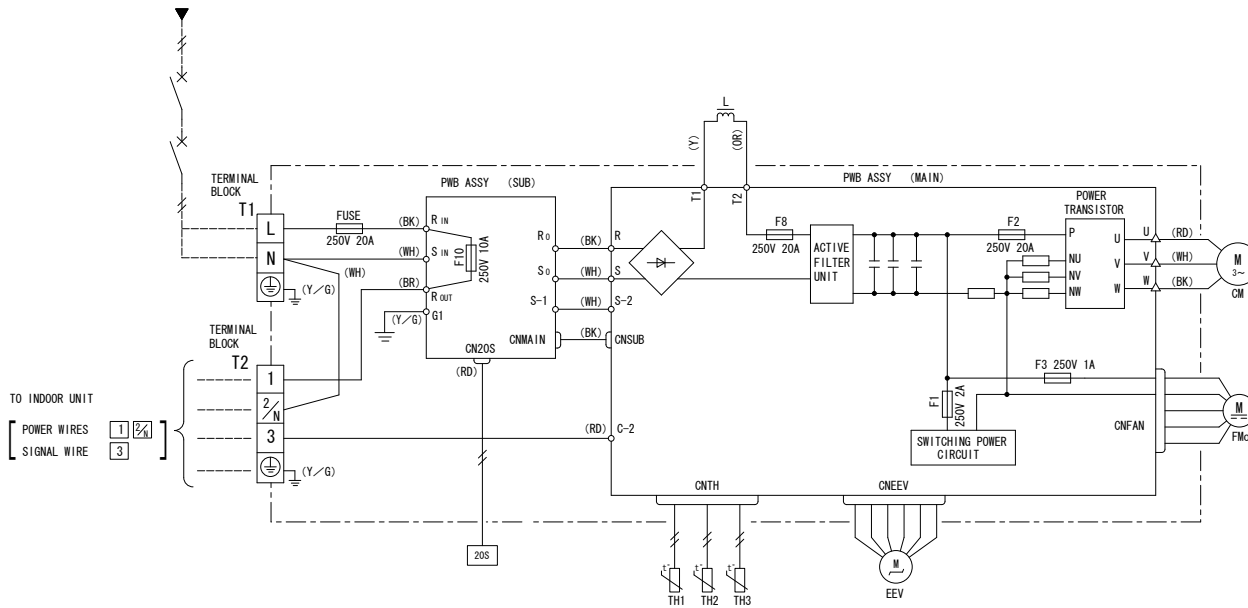 L
(Y)
(OR)
TERMINAL
BLOCK
T1
PWB ASSY (SUB)
T1
T2
PWB ASSY (MAIN)
POWER
TRANSISTOR
L
FUSE
250V 20A
(BK)
R IN
F10
250V 10A
R0
(BK)
R
F8
250V 20A
ACTIVE
FILTER
UNIT
F2
250V 20A
P
U
U
(RD)
N
(WH)
S IN
S0
(WH)
S
NU
NV
NW
V
V
(WH)
W
W
(BK)
M
3~
CM
(Y/G)
(WH)
(BR)
R OUT
S-1
(WH)
S-2
(Y/G)
G1
CNMAIN
(BK)
CNSUB
TERMINAL
BLOCK
T2
CN20S
(RD)
F3 250V 1A
TO INDOOR UNIT
POWER WIRES 1 2/N
SIGNAL WIRE 3
1
2/N
3
(Y/G)
(RD)
C-2
F1
250V 2A
SWITCHING POWER
CIRCUIT
CNFAN
M
FMo
CNTH
CNEEV
20S
t°
TH1
t°
TH2
t°
TH3
M
EEV